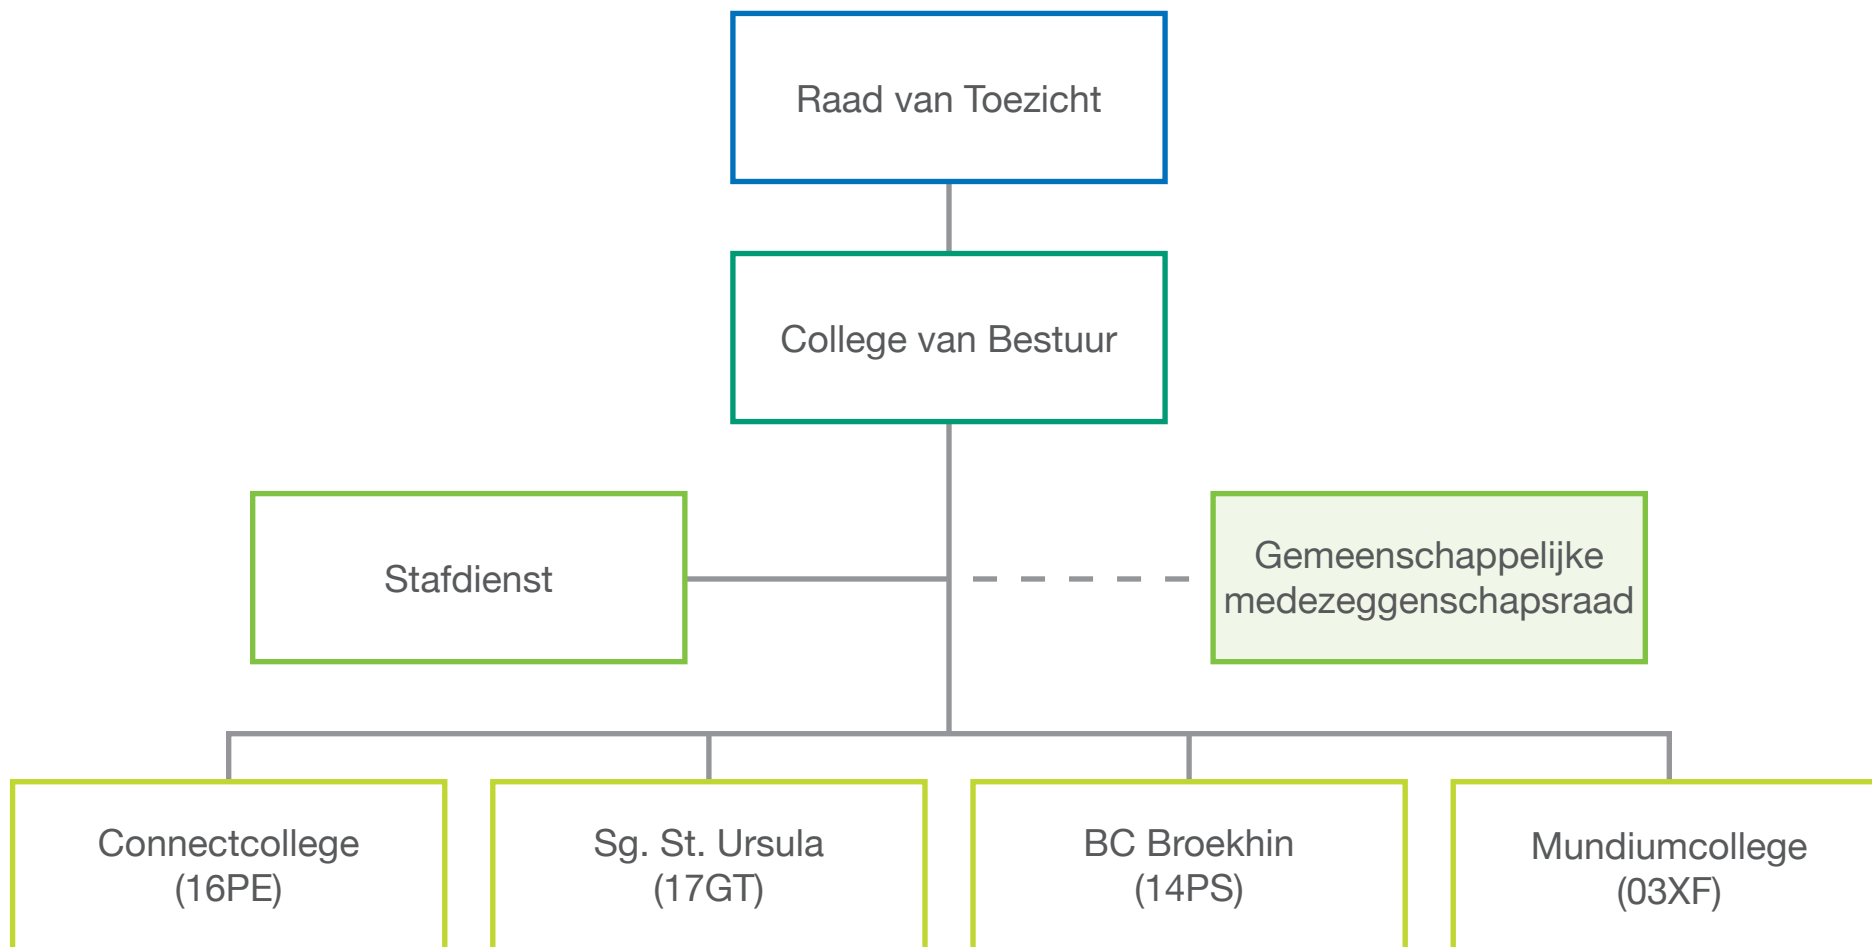 Raad van Toezicht
College van Bestuur
Stafdienst
Gemeenschappelijke
medezeggenschapsraad
Connectcollege
(16PE)
Sg. St. Ursula
(17GT)
BC Broekhin
(14PS)
Mundiumcollege
(03XF)